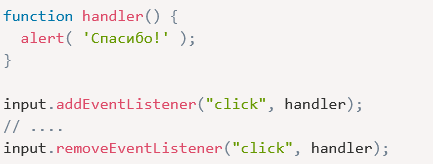 function handler() {
  alert( 'Спасибо!' );
}

input.addEventListener("click", handler);
// ....
input.removeEventListener("click", handler);